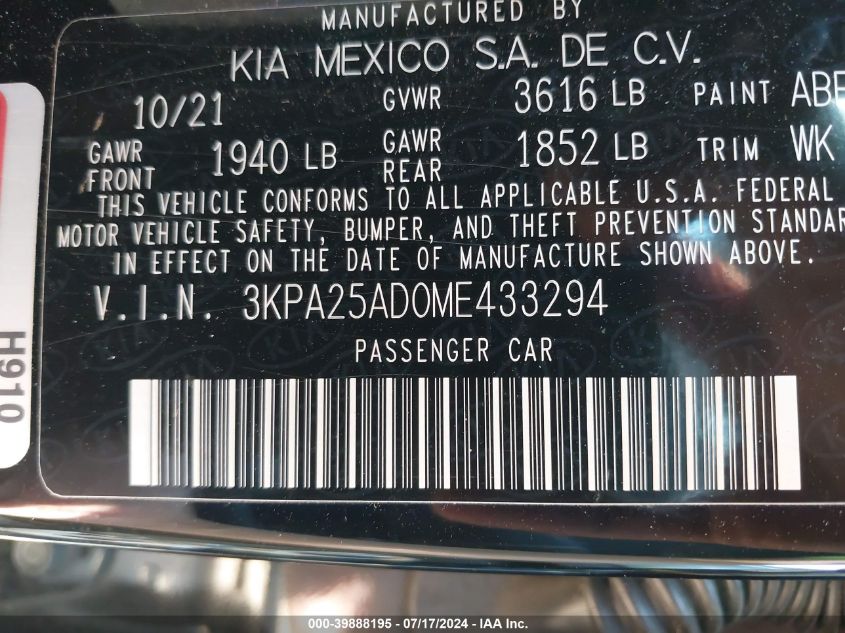 MANUFACTURED BY
KIA MEXICO S.A. DE C.V.
10/21 GVWR 3616 LB PAINT ABP
GAWR FRONT 1940 LB GAWR REAR 1852 LB TRIM WK
THIS VEHICLE CONFORMS TO ALL APPLICABLE U.S.A. FEDERAL
MOTOR VEHICLE SAFETY, BUMPER, AND THEFT PREVENTION STANDAR
IN EFFECT ON THE DATE OF MANUFACTURE SHOWN ABOVE.
V.I.N. 3KPA25AD0ME433294
PASSENGER CAR
H910
000-39888195 - 07/17/2024 - IAA Inc.